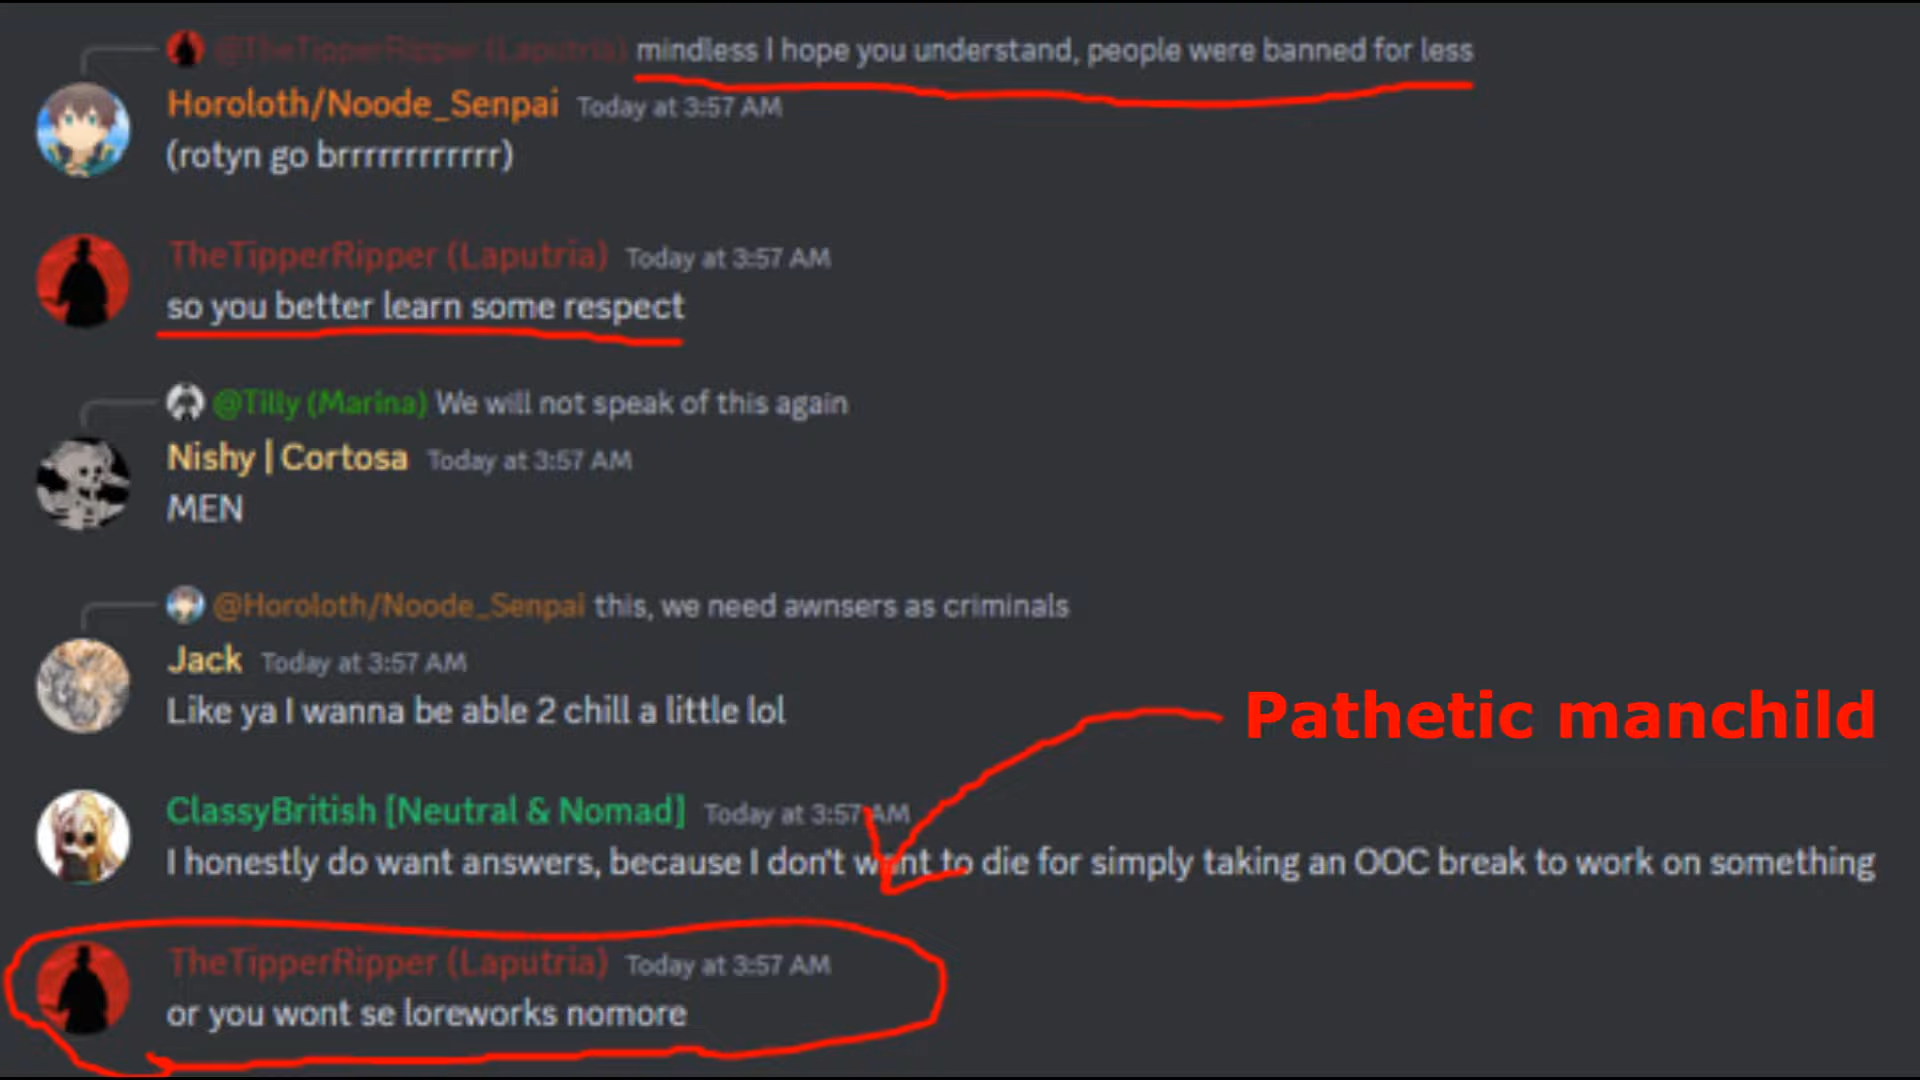 @TheTipperRipper (Laputria) mindless I hope you understand, people were banned for less
Horoloth/Noode_Senpai Today at 3:57 AM
(rotyn go brrrrrrrrrrrrr)
TheTipperRipper (Laputria) Today at 3:57 AM
so you better learn some respect
@Tilly (Marina) We will not speak of this again
Nishy | Cortosa Today at 3:57 AM
MEN
@Horoloth/Noode_Senpai this, we need awnsers as criminals
Jack Today at 3:57 AM
Like ya I wanna be able 2 chill a little lol
Pathetic manchild
ClassyBritish [Neutral & Nomad] Today at 3:57 AM
I honestly do want answers, because I don't want to die for simply taking an OOC break to work on something
TheTipperRipper (Laputria) Today at 3:57 AM
or you wont se loreworks nomore